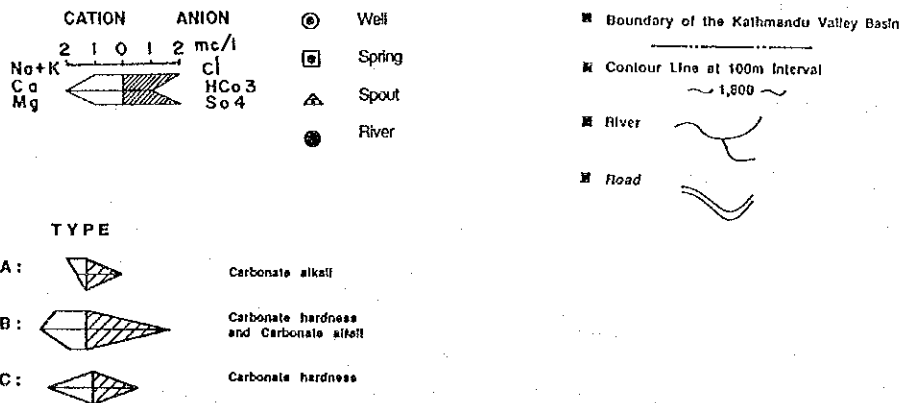 CATION ANION
2 1 0 1 2 mc/l
Na+K Cl
Ca HCo3
Mg So4
Well
Spring
Spout
River
Boundary of the Kathmandu Valley Basin
Contour Line at 100m Interval
1,800
River
Road
TYPE
A: Carbonate alkali
B: Carbonate hardness
and Carbonate alkali
C: Carbonate hardness